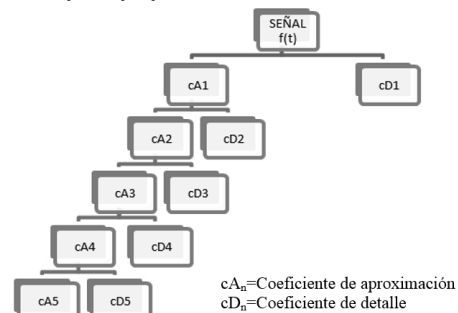 SEÑAL
f(t)
cA1
cD1
cA2
cD2
cA3
cD3
cA4
cD4
cA5
cD5
cAn=Coeficiente de aproximación
cDn=Coeficiente de detalle